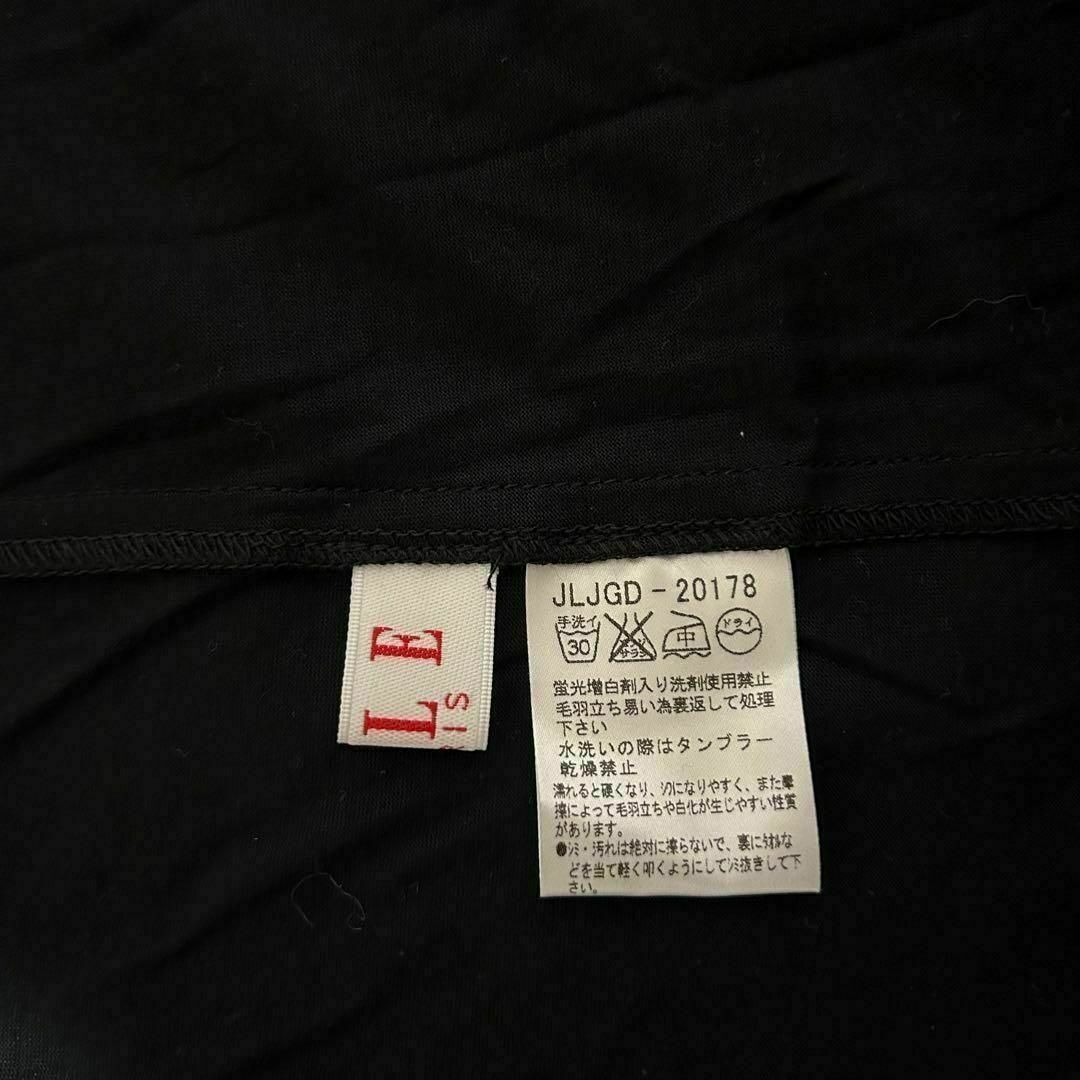 LE
RIS
JLJGD-20178
手洗イ
30
中
ドライ
蛍光増白剤入り洗剤使用禁止
毛羽立ち易い為裏返して処理
下さい
水洗いの際はタンブラー
乾燥禁止
濡れると硬くなり、シワになりやすく、また摩
擦によって毛羽立ちや白化が生じやすい性質
があります。
●シミ・汚れは絶対に擦らないで、裏にタオルな
どを当て軽く叩くようにしてシミ抜きして下
さい。